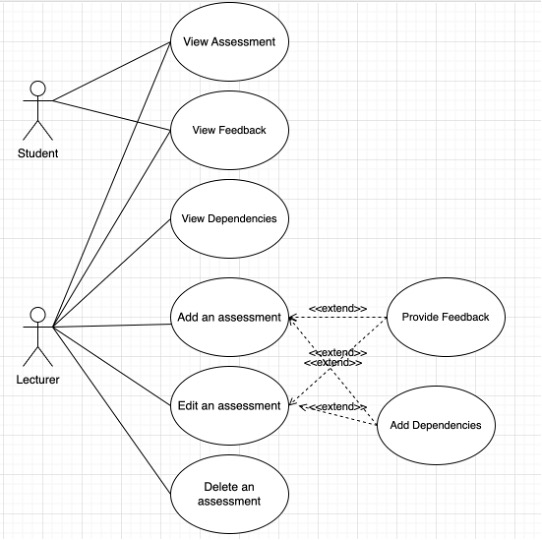 View Assessment
View Feedback
Student
View Dependencies
Add an assessment
<<extend>>
Provide Feedback
<<extend>>
<<extend>>
Lecturer
Edit an assessment
<<extend>>
Add Dependencies
Delete an
assessment